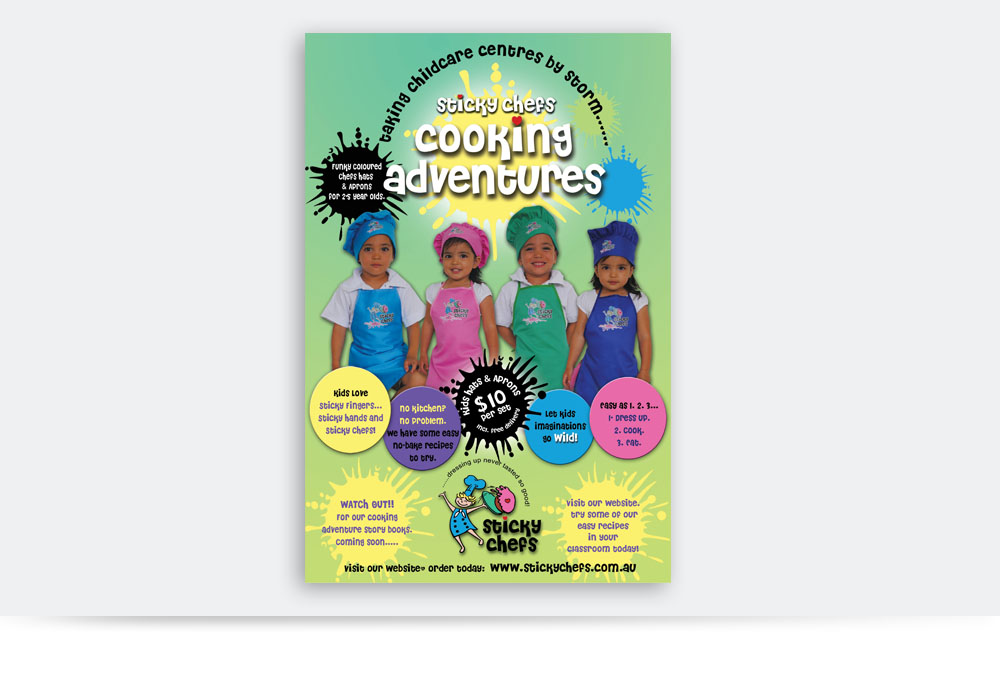 taking childcare centres by storm......
sticky chefs
cooking
adventures
Funky coloured
chefs hats
& aprons
for 2-5 year olds.
Kids love
sticky fingers...
sticky hands and
sticky chefs!
No kitchen?
No problem.
We have some easy
no-bake recipes
to try.
Kids hats & aprons
$10
per set
incl. free delivery
Let kids
imaginations
go wild!
Easy as 1, 2, 3...
1. Dress up.
2. Cook.
3. Eat.
WATCH OUT!!
For our cooking
adventure story books.
coming soon.....
.....dressing up never tasted so good!
sticky
chefs
Visit our website.
try some of our
easy recipes
in your
classroom today!
visit our website• order today: www.stickychefs.com.au